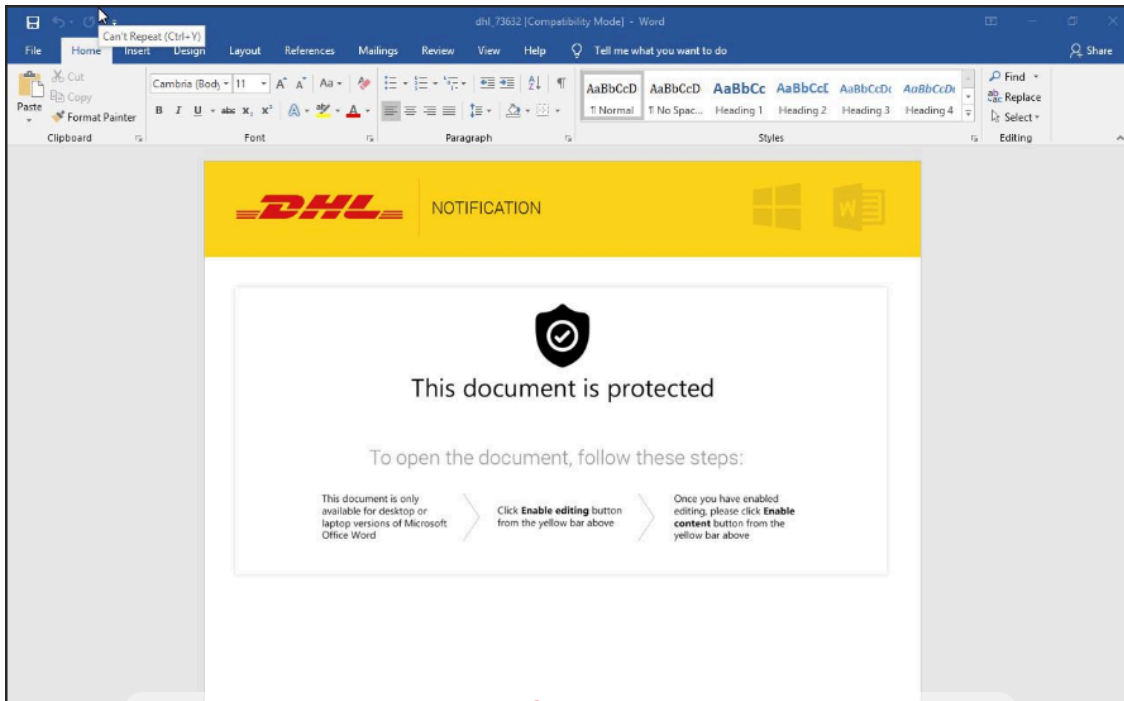 dhl_73632 [Compatibility Mode] - Word
Can't Repeat (Ctrl+Y)
File Home Insert Design Layout References Mailings Review View Help Tell me what you want to do Share
Paste
Cut
Copy
Format Painter
Clipboard
Cambria (Body 11 A A Aa
B I U abc X, X² A A
Font
Paragraph
AaBbCcD AaBbCcD AaBbCc AaBbCcE AaBbCcDc AaBbCcDc
¶ Normal ¶ No Spac... Heading 1 Heading 2 Heading 3 Heading 4
Styles
Find
Replace
Select
Editing
DHL NOTIFICATION W
This document is protected
To open the document, follow these steps:
This document is only
available for desktop or
laptop versions of Microsoft
Office Word
Click Enable editing button
from the yellow bar above
Once you have enabled
editing, please click Enable
content button from the
yellow bar above